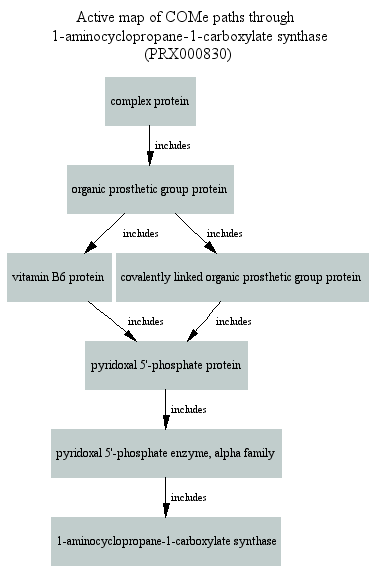 Active map of COMe paths through
1-aminocyclopropane-1-carboxylate synthase
(PRX000830)
complex protein
includes
organic prosthetic group protein
includes
includes
vitamin B6 protein
covalently linked organic prosthetic group protein
includes
includes
pyridoxal 5'-phosphate protein
includes
pyridoxal 5'-phosphate enzyme, alpha family
includes
1-aminocyclopropane-1-carboxylate synthase